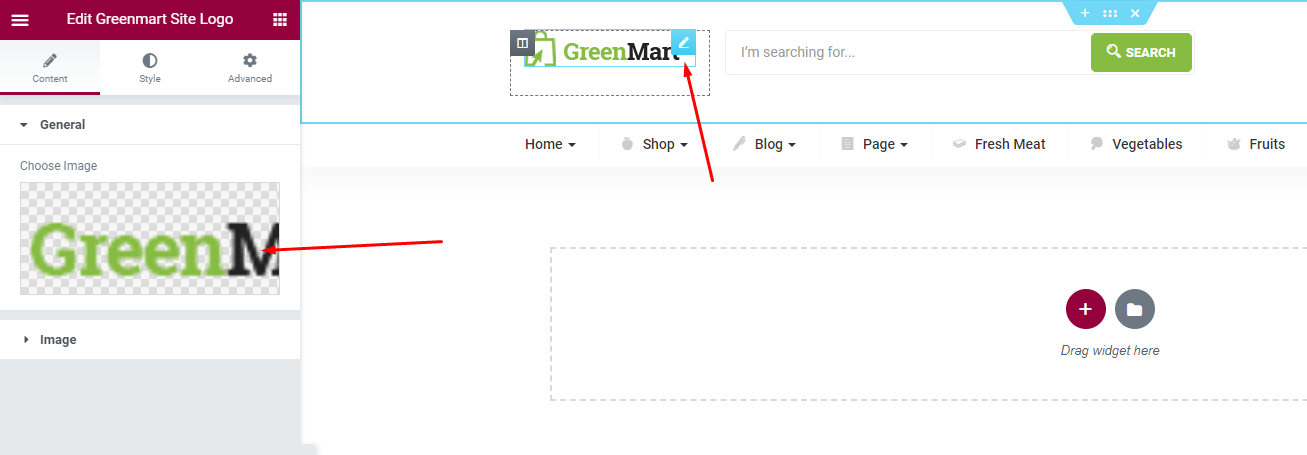 Edit Greenmart Site Logo
Content
Style
Advanced
General
Choose Image
GreenM
Image
GreenMart
I'm searching for...
SEARCH
Home
Shop
Blog
Page
Fresh Meat
Vegetables
Fruits
Drag widget here